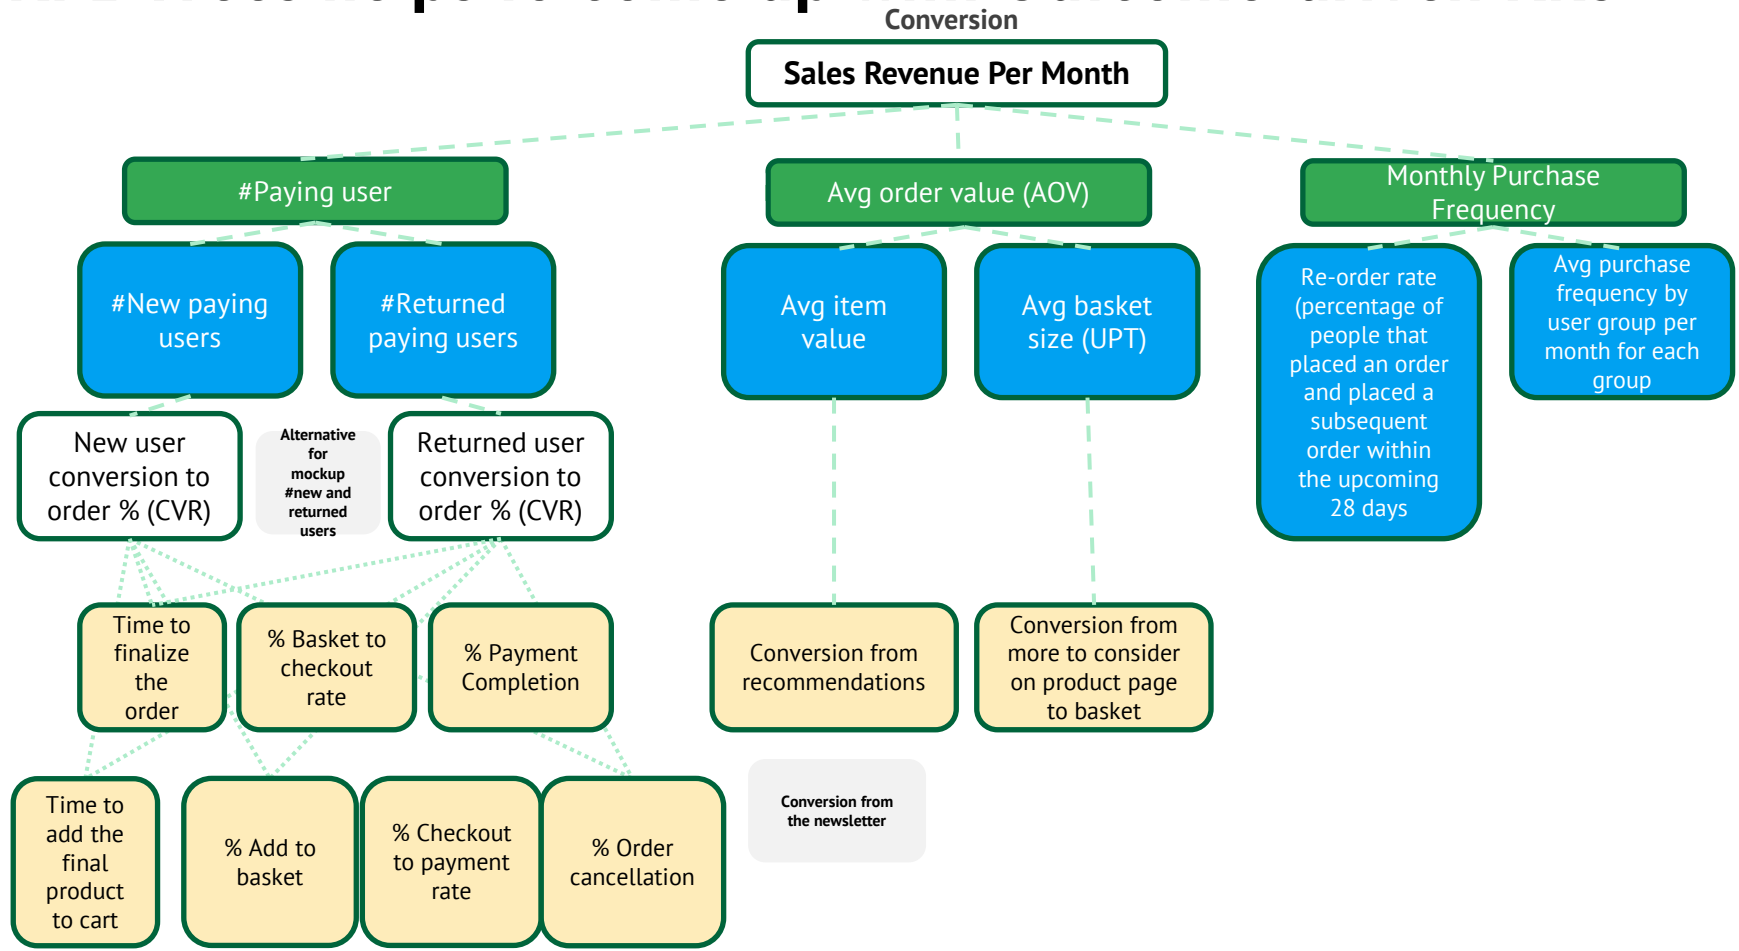 Conversion
Sales Revenue Per Month
#Paying user
Avg order value (AOV)
Monthly Purchase
Frequency
#New paying
users
#Returned
paying users
Avg item
value
Avg basket
size (UPT)
Re-order rate
(percentage of
people that
placed an order
and placed a
subsequent
order within
the upcoming
28 days
Avg purchase
frequency by
user group per
month for each
group
New user
conversion to
order % (CVR)
Alternative
for
mockup
#new and
returned
users
Returned user
conversion to
order % (CVR)
Time to
finalize
the
order
% Basket to
checkout
rate
% Payment
Completion
Conversion from
recommendations
Conversion from
more to consider
on product page
to basket
Time to
add the
final
product
to cart
% Add to
basket
% Checkout
to payment
rate
% Order
cancellation
Conversion from
the newsletter